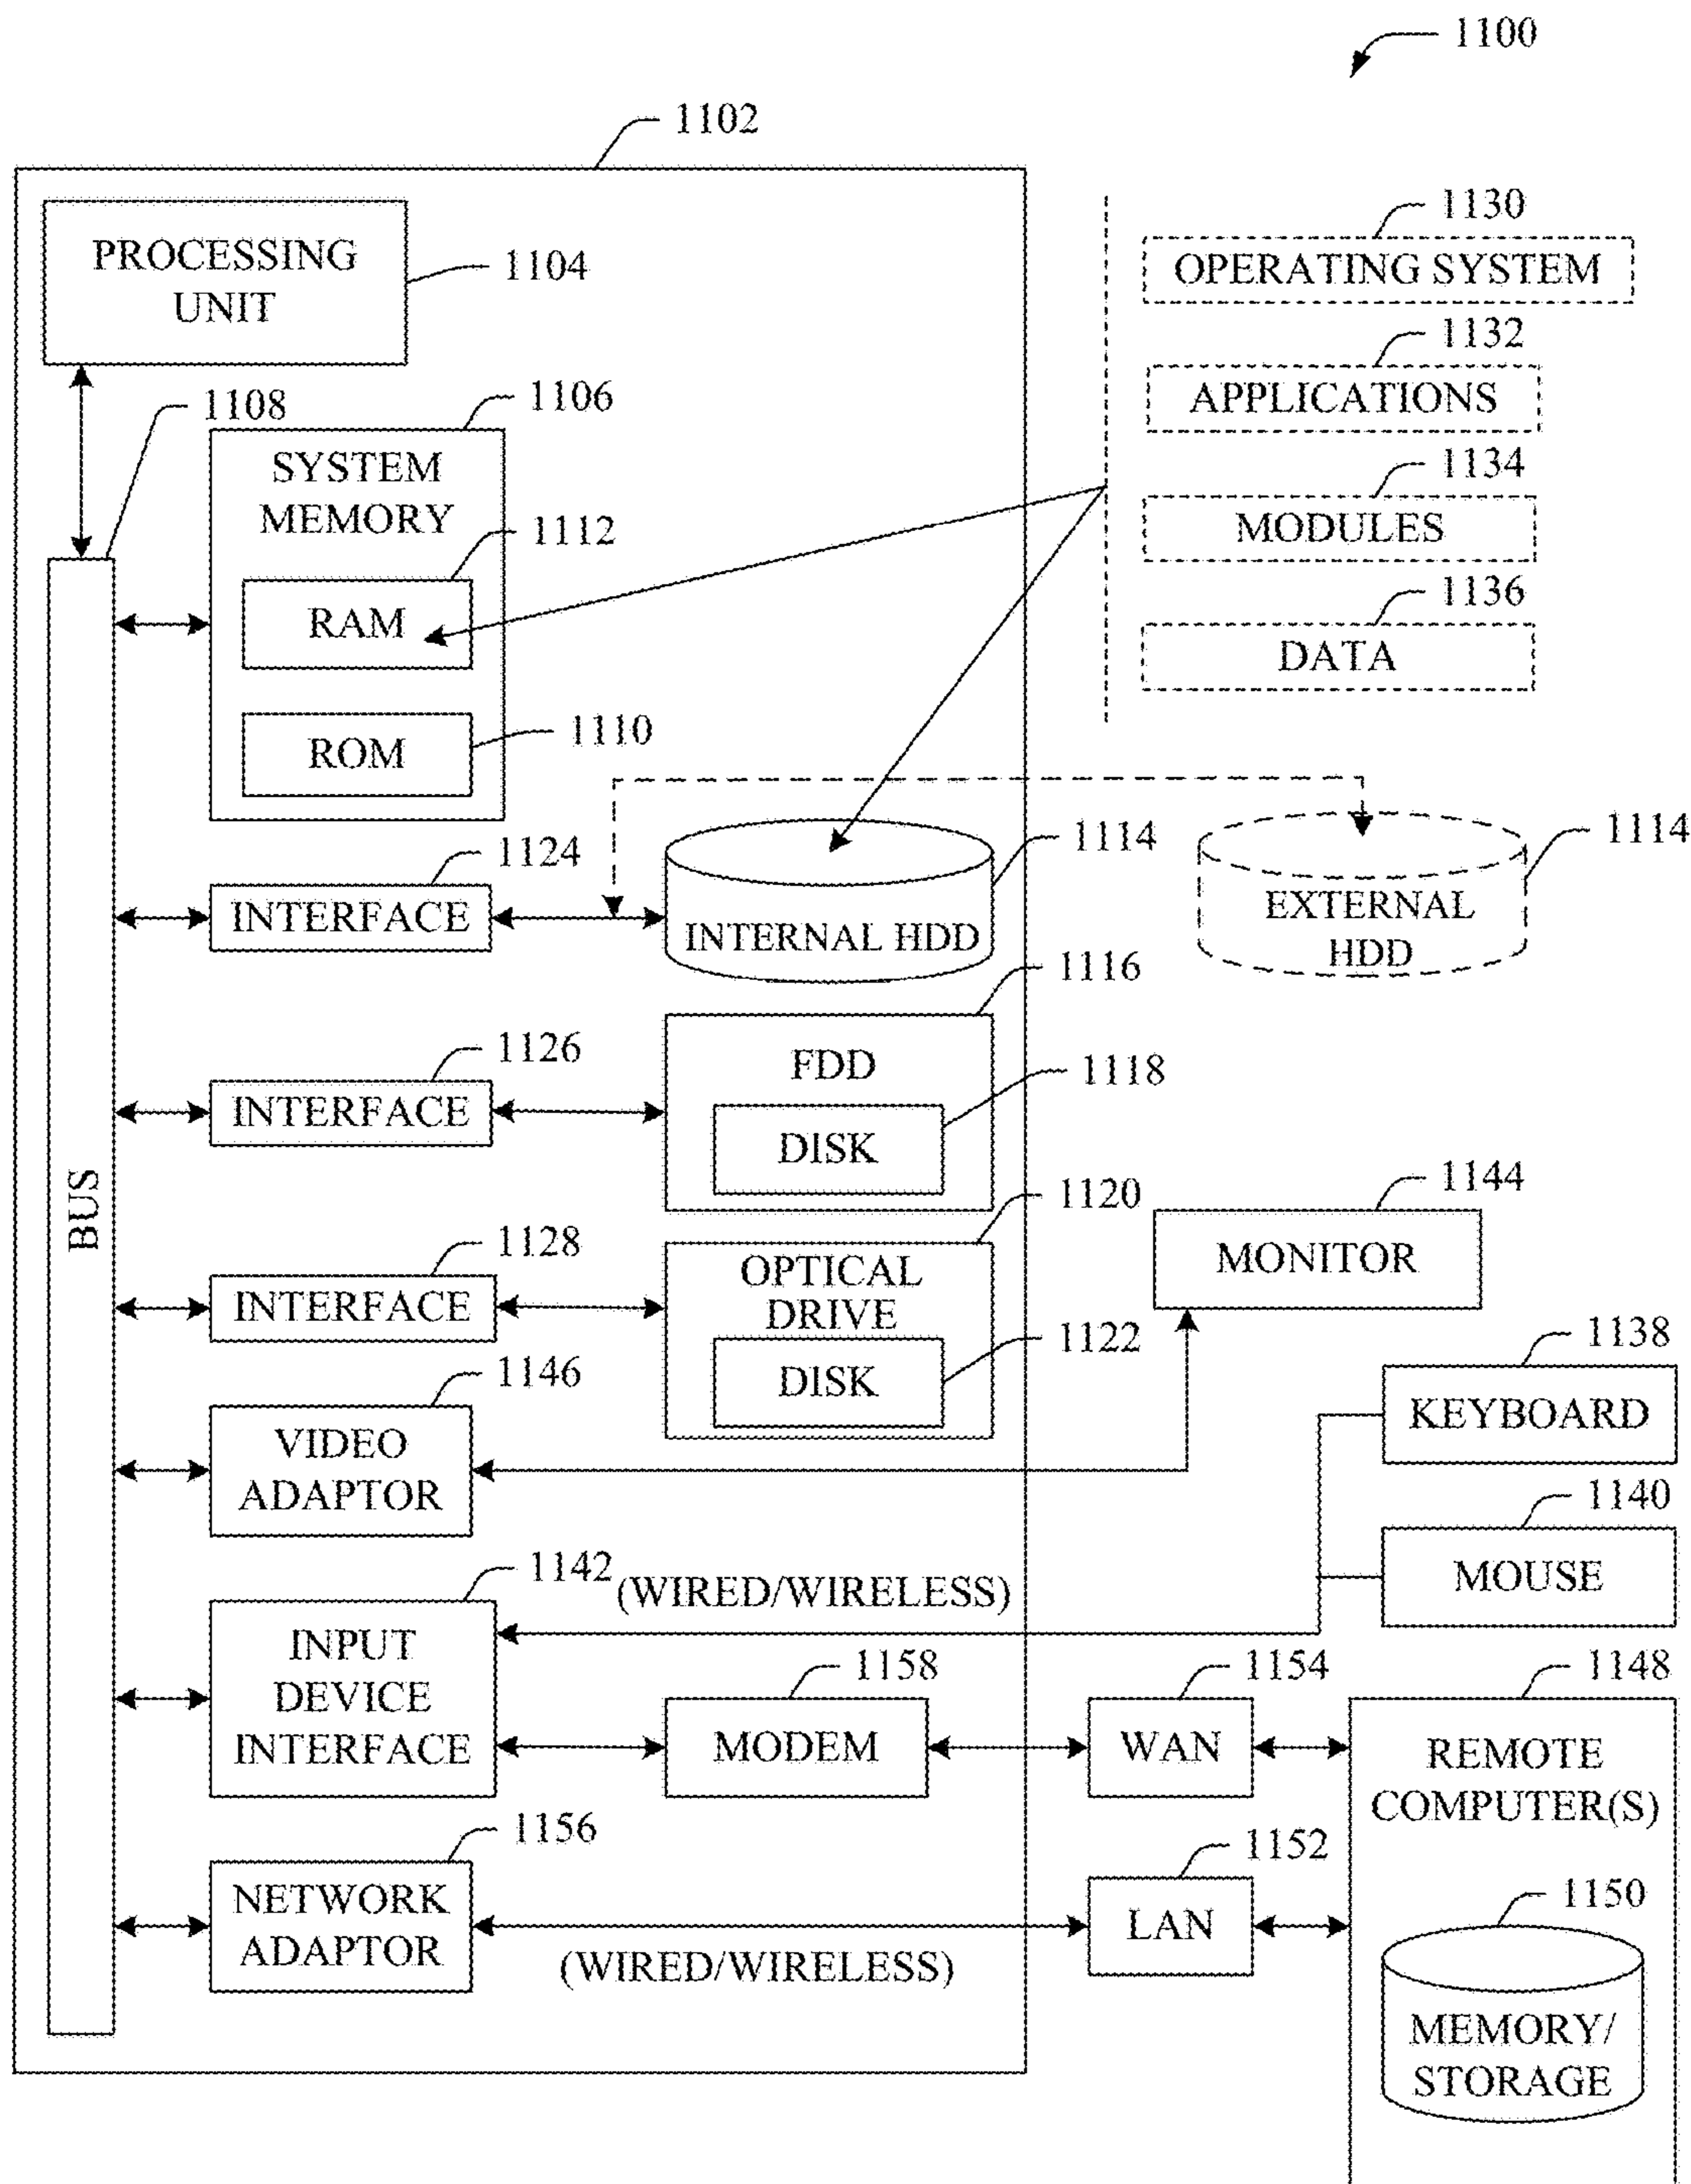 1100
1102
PROCESSING
UNIT
1104
1130
OPERATING SYSTEM
1132
APPLICATIONS
1134
MODULES
1136
DATA
1108
1106
SYSTEM
MEMORY
1112
RAM
1110
ROM
1124
INTERFACE
1114
INTERNAL HDD
1114
EXTERNAL
HDD
1126
INTERFACE
1116
FDD
1118
DISK
BUS
1128
INTERFACE
1120
OPTICAL
DRIVE
1122
DISK
1144
MONITOR
1146
VIDEO
ADAPTOR
1138
KEYBOARD
1140
MOUSE
1142
(WIRED/WIRELESS)
INPUT
DEVICE
INTERFACE
1158
MODEM
1154
WAN
1148
REMOTE
COMPUTER(S)
1156
NETWORK
ADAPTOR
(WIRED/WIRELESS)
1152
LAN
1150
MEMORY/
STORAGE